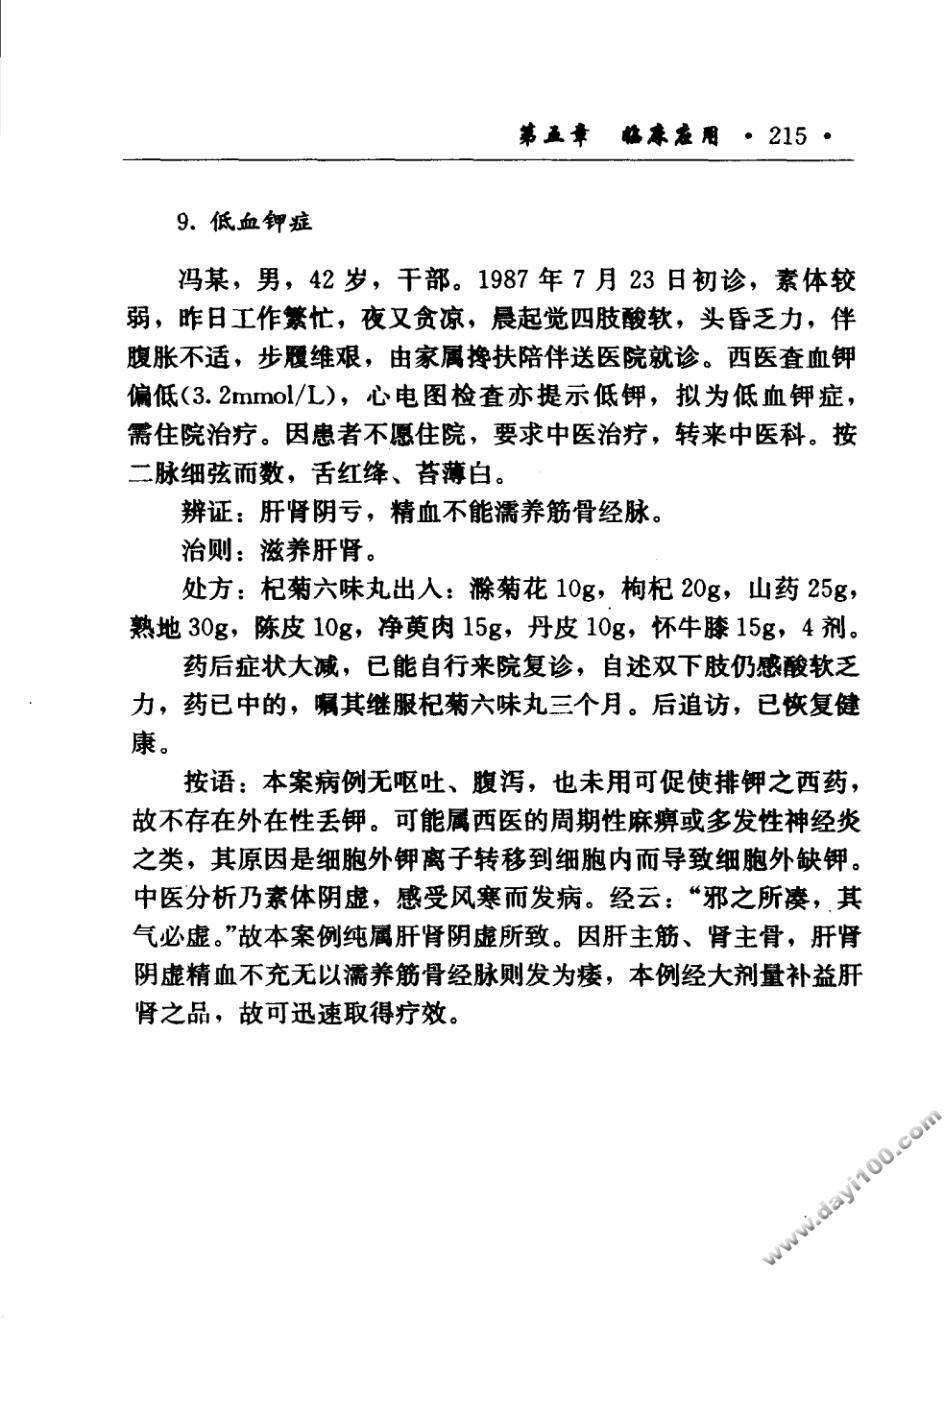 第五章 临床应用 · 215 ·
9. 低血钾症
冯某，男，42 岁，干部。1987 年 7 月 23 日初诊，素体较
弱，昨日工作繁忙，夜又贪凉，晨起觉四肢酸软，头昏乏力，伴
腹胀不适，步履维艰，由家属搀扶陪伴送医院就诊。西医查血钾
偏低(3.2mmol/L)，心电图检查亦提示低钾，拟为低血钾症，
需住院治疗。因患者不愿住院，要求中医治疗，转来中医科。按
二脉细弦而数，舌红绛、苔薄白。
辨证：肝肾阴亏，精血不能濡养筋骨经脉。
治则：滋养肝肾。
处方：杞菊六味丸出入：滁菊花 10g，枸杞 20g，山药 25g，
熟地 30g，陈皮 10g，净萸肉 15g，丹皮 10g，怀牛膝 15g，4 剂。
药后症状大减，已能自行来院复诊，自述双下肢仍感酸软乏
力，药已中的，嘱其继服杞菊六味丸三个月。后追访，已恢复健
康。
按语：本案病例无呕吐、腹泻，也未用可促使排钾之西药，
故不存在外在性丢钾。可能属西医的周期性麻痹或多发性神经炎
之类，其原因是细胞外钾离子转移到细胞内而导致细胞外缺钾。
中医分析乃素体阴虚，感受风寒而发病。经云：“邪之所凑，其
气必虚。”故本案例纯属肝肾阴虚所致。因肝主筋、肾主骨，肝肾
阴虚精血不充无以濡养筋骨经脉则发为痿，本例经大剂量补益肝
肾之品，故可迅速取得疗效。
www.dayi100.com